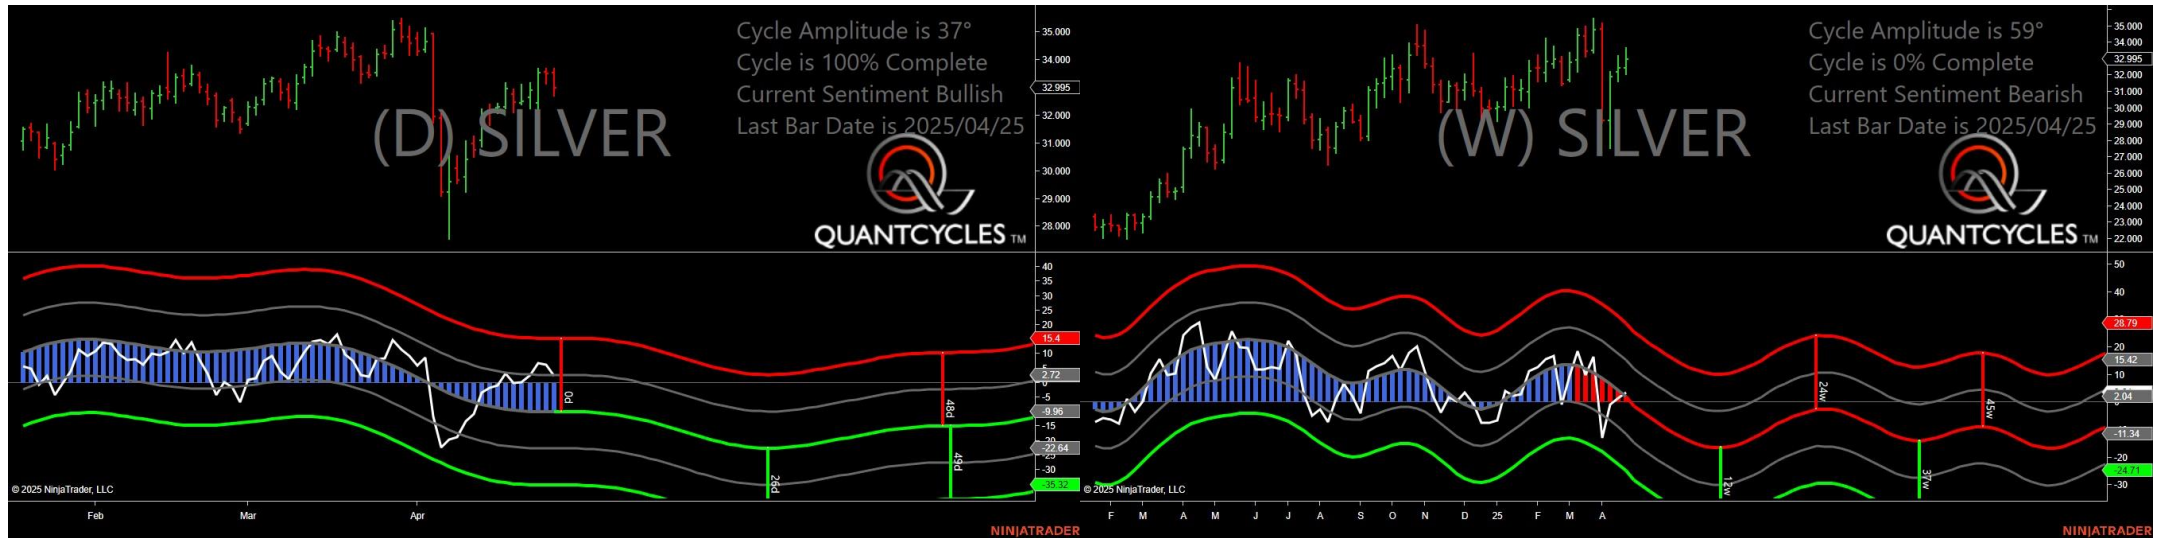 Cycle Amplitude is 37°
Cycle is 100% Complete
Current Sentiment Bullish
Last Bar Date is 2025/04/25
(D) SILVER
QUANTCYCLES TM
35.000
34.000
32.995
32.000
31.000
30.000
29.000
28.000
40
35
30
25
20
15.4
10
2.72
-5
-9.96
-15
-22.64
-30
-35.32
0d
26d
48d
49d
© 2025 NinjaTrader, LLC
Feb Mar Apr
NINJATRADER
Cycle Amplitude is 59°
Cycle is 0% Complete
Current Sentiment Bearish
Last Bar Date is 2025/04/25
(W) SILVER
QUANTCYCLES TM
35.000
34.000
32.995
32.000
31.000
30.000
29.000
28.000
27.000
26.000
25.000
24.000
23.000
22.000
50
40
28.79
20
15.42
10
2.04
-11.34
-20
-24.71
-30
12w
24w
37w
45w
© 2025 NinjaTrader, LLC
F M A M J J A S O N D 25 F M A
NINJATRADER